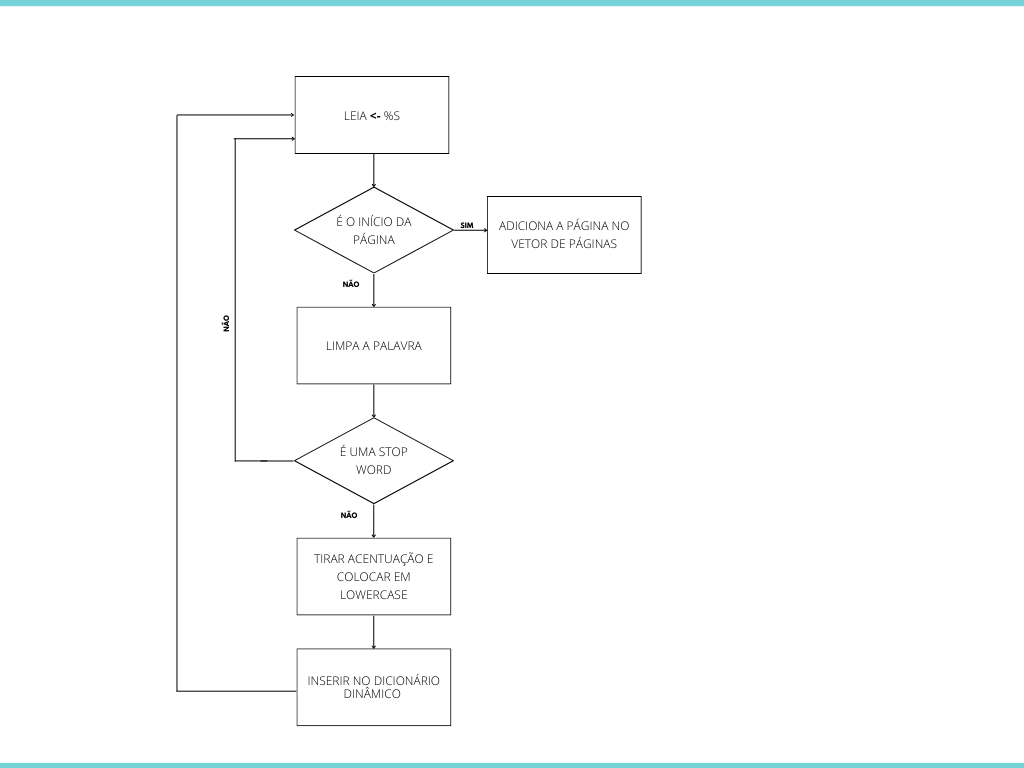 LEIA <- %S
É O INÍCIO DA
PÁGINA
SIM
ADICIONA A PÁGINA NO
VETOR DE PÁGINAS
NÃO
LIMPA A PALAVRA
NÃO
É UMA STOP
WORD
NÃO
TIRAR ACENTUAÇÃO E
COLOCAR EM
LOWERCASE
INSERIR NO DICIONÁRIO
DINÂMICO